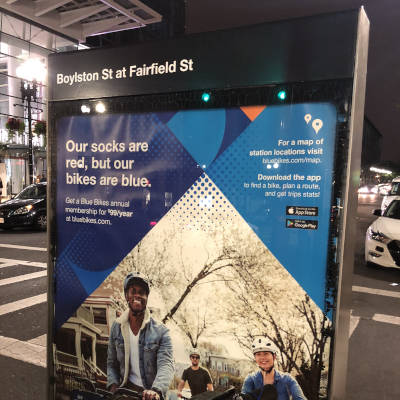 Boylston St at Fairfield St
Our socks are
red, but our
bikes are blue.
Get a Blue Bikes annual
membership for $99/year
at bluebikes.com.
For a map of
station locations visit
bluebikes.com/map.
Download the app
to find a bike, plan a route,
and get trips stats!
App Store
Google Play